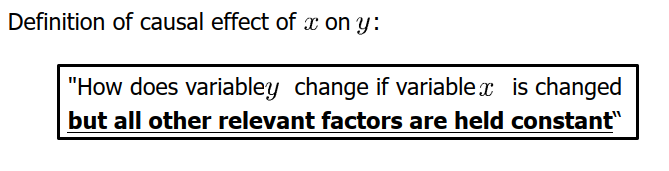 Definition of causal effect of x on y:
"How does variabley change if variable x is changed
but all other relevant factors are held constant“